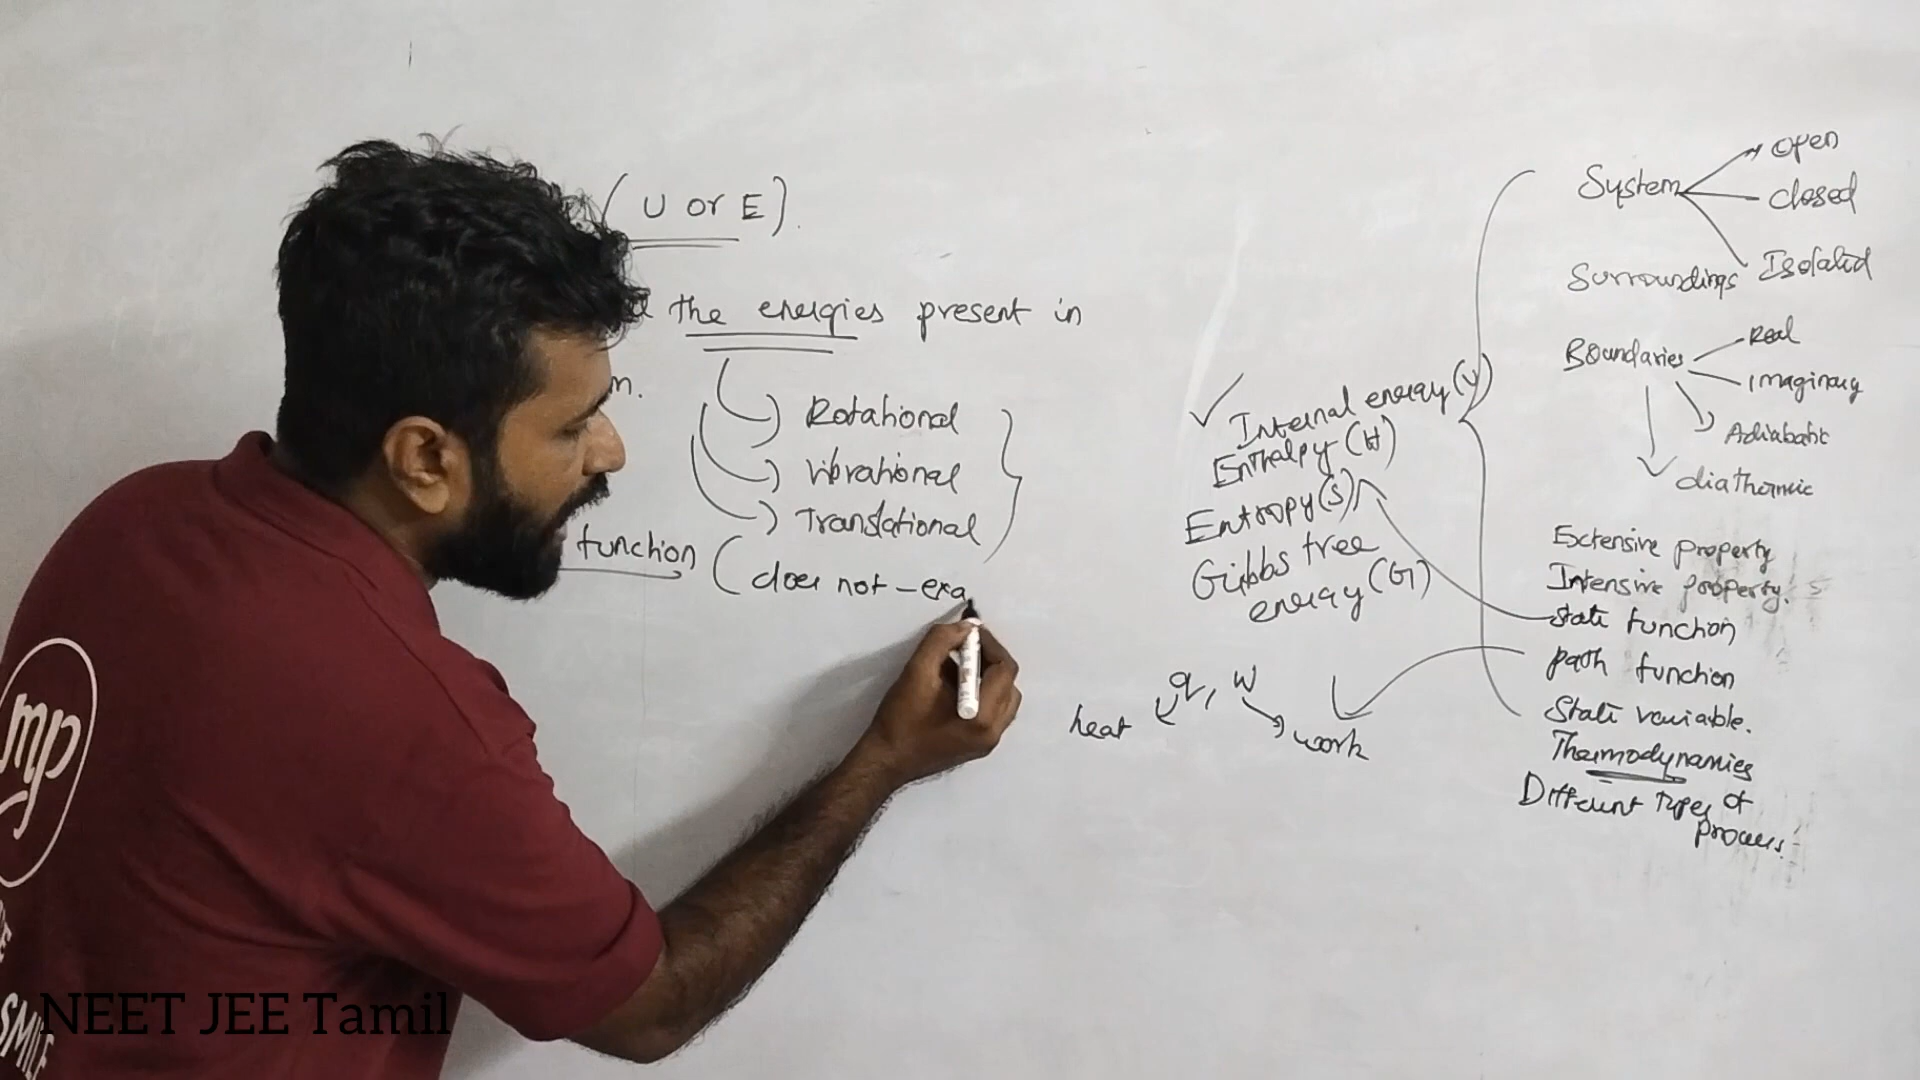 ( U or E ).
the energies present in
m.
Rotational
Vibrational
Translational
function (does not - exa
✓ Internal energy (U)
Enthalpy (H)
Entropy (S)
Gibbs free
energy (G)
q, w
heat
work
System
Open
closed
Isolated
Surroundings
Boundaries
Real
Imaginary
Adiabatic
diathermic
Extensive property
Intensive property.
State function
path function
State variable.
Thermodynamics
Different Types of
process.
mp
SMILE
NEET JEE Tamil